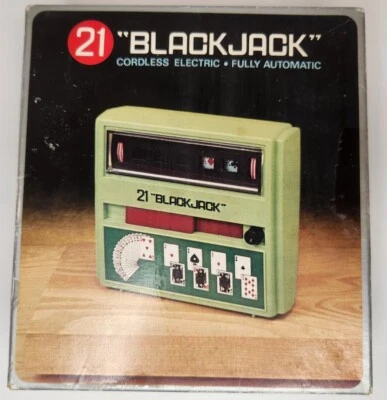 21 "BLACKJACK"
CORDLESS ELECTRIC • FULLY AUTOMATIC
21 "BLACKJACK"